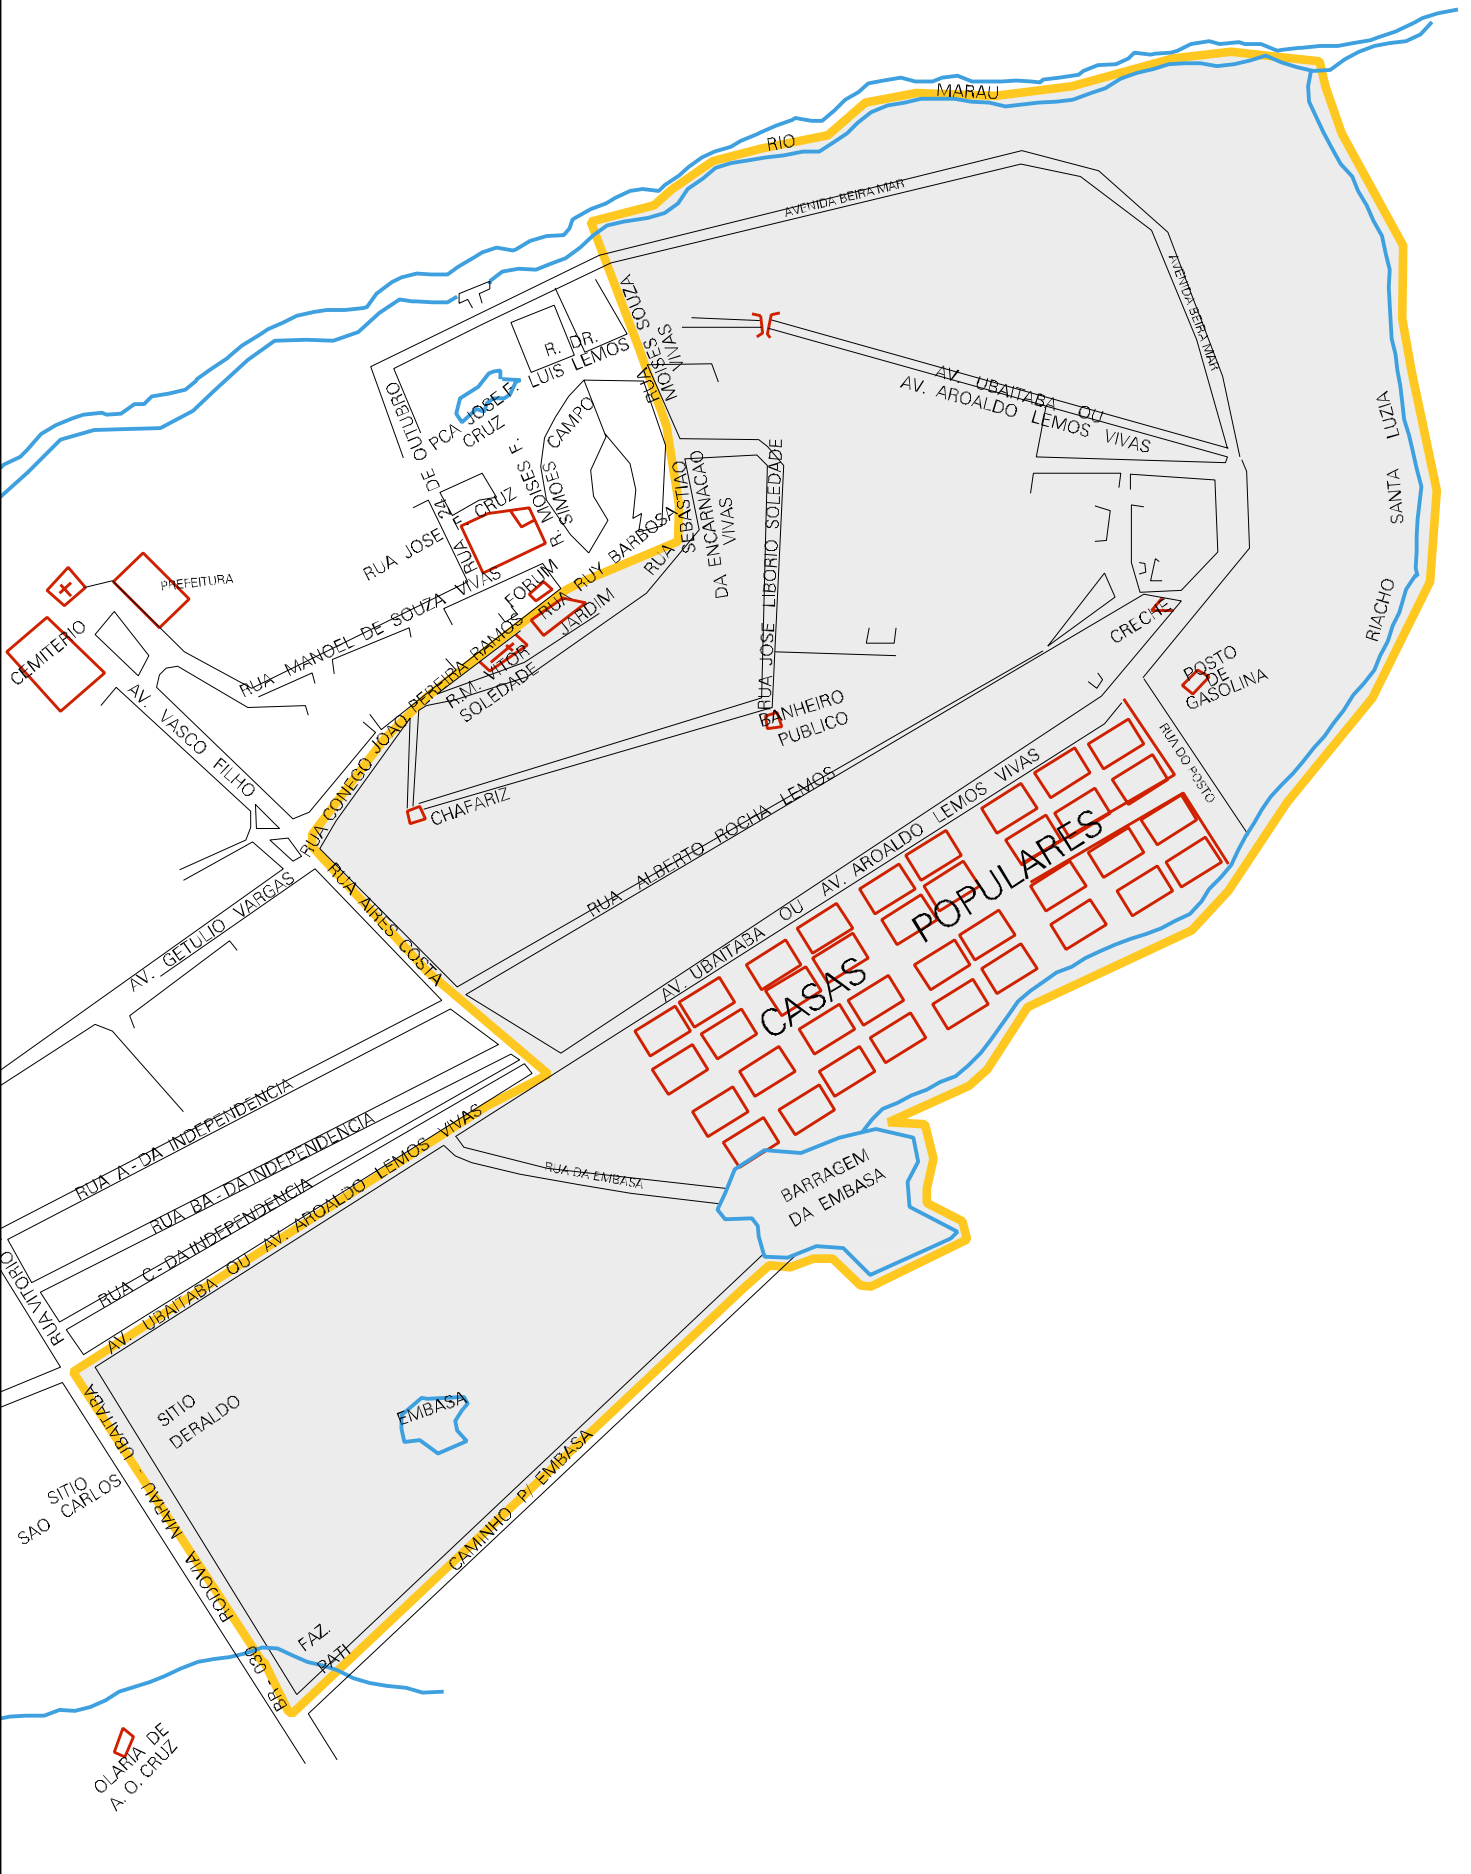 MARAU
RIO
AVENIDA BEIRA MAR
AVENIDA BEIRA MAR
RUA MOISES SOUZA
MOISES VIVAS
R. DR.
LUIS LEMOS
AV. UBAITABA OU
AV. AROALDO LEMOS VIVAS
RUA 24 DE OUTUBRO
PCA JOSE F.
CRUZ
CAMPO
R. MOISES F.
R. SIMOES
RUA JOSE F. CRUZ
RUA SEBASTIAO
DA ENCARNACAO
VIVAS
RUA JOSE LIBORIO SOLEDADE
RIACHO SANTA LUZIA
PREFEITURA
CEMITERIO
RUA MANOEL DE SOUZA VIVAS
FORUM
RUA RUY BARBOSA
JARDIM
R.M. VITOR
SOLEDADE
RUA CONEGO JOAO PEREIRA RAMOS
AV. VASCO FILHO
CRECHE
POSTO
DE
GASOLINA
RUA DO POSTO
BANHEIRO
PUBLICO
CHAFARIZ
RUA ALBERTO ROCHA LEMOS
AV. UBAITABA OU AV. AROALDO LEMOS VIVAS
CASAS POPULARES
RUA AIRES COSTA
AV. GETULIO VARGAS
RUA A - DA INDEPENDENCIA
RUA BA - DA INDEPENDENCIA
RUA C - DA INDEPENDENCIA
AV. UBAITABA OU AV. AROALDO LEMOS VIVAS
RUA VITORIO
RUA DA EMBASA
BARRAGEM
DA EMBASA
SITIO
DERALDO
EMBASA
SITIO
SAO CARLOS
BR - 030 RODOVIA MARAU - UBAITABA
CAMINHO P/ EMBASA
FAZ.
PATI
OLARIA DE
A. O. CRUZ